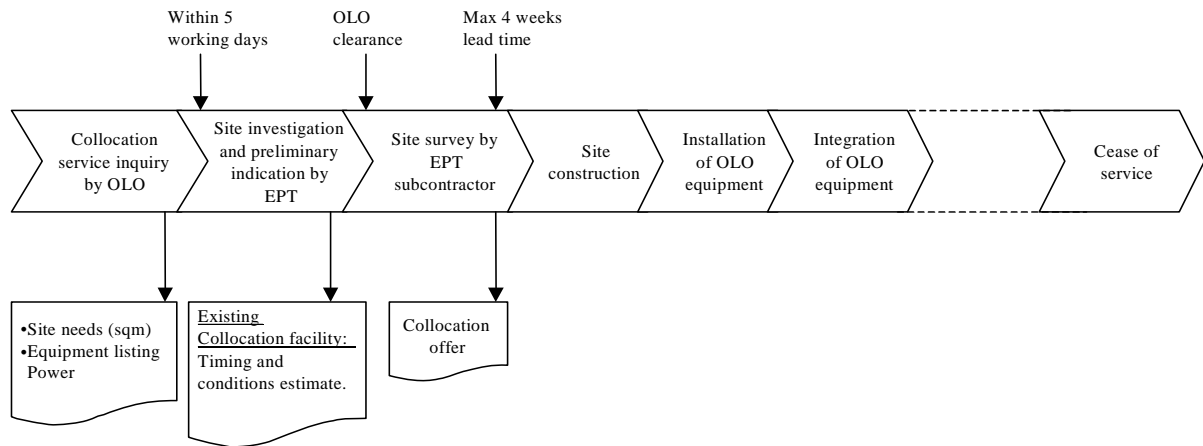 Within 5
working days
OLO
clearance
Max 4 weeks
lead time
Collocation
service inquiry
by OLO
Site investigation
and preliminary
indication by
EPT
Site survey by
EPT
subcontractor
Site
construction
Installation
of OLO
equipment
Integration
of OLO
equipment
Cease of
service
•Site needs (sqm)
•Equipment listing
Power
Existing
Collocation facility:
Timing and
conditions estimate.
Collocation
offer